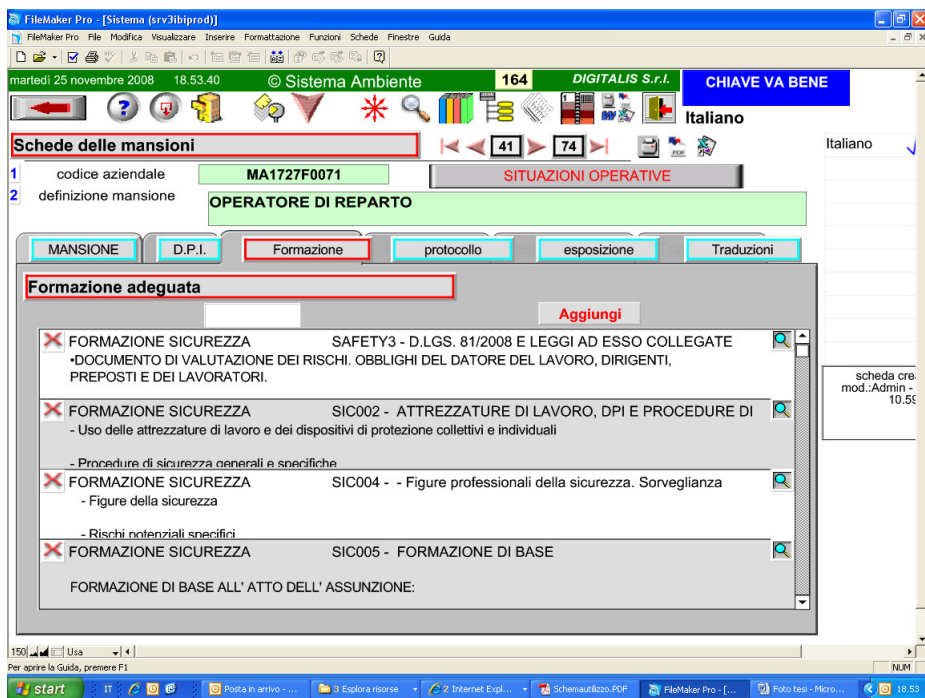 FileMaker Pro - [Sistema (srv3ibiprod)]
FileMaker Pro File Modifica Visualizzare Inserire Formattazione Funzioni Schede Finestre Guida
martedì 25 novembre 2008 18.53.40 © Sistema Ambiente 164 DIGITALIS S.r.l. CHIAVE VA BENE
Italiano
Schede delle mansioni 41 74 PDF
Italiano
1 codice aziendale MA1727F0071 SITUAZIONI OPERATIVE
2 definizione mansione OPERATORE DI REPARTO
MANSIONE D.P.I. Formazione protocollo esposizione Traduzioni
Formazione adeguata
Aggiungi
FORMAZIONE SICUREZZA SAFETY3 - D.LGS. 81/2008 E LEGGI AD ESSO COLLEGATE
•DOCUMENTO DI VALUTAZIONE DEI RISCHI. OBBLIGHI DEL DATORE DEL LAVORO, DIRIGENTI,
PREPOSTI E DEI LAVORATORI.
scheda crea
mod.:Admin -
10.59
FORMAZIONE SICUREZZA SIC002 - ATTREZZATURE DI LAVORO, DPI E PROCEDURE DI
- Uso delle attrezzature di lavoro e dei dispositivi di protezione collettivi e individuali
- Procedure di sicurezza generali e specifiche
FORMAZIONE SICUREZZA SIC004 - - Figure professionali della sicurezza. Sorveglianza
- Figure della sicurezza
- Rischi potenziali specifici
FORMAZIONE SICUREZZA SIC005 - FORMAZIONE DI BASE
FORMAZIONE DI BASE ALL' ATTO DELL' ASSUNZIONE:
150 Usa
Per aprire la Guida, premere F1 NUM
start IT Posta in arrivo - ... 3 Esplora risorse 2 Internet Expl... Schemautilizzo.PDF FileMaker Pro - [... Foto tesi - Micro... 18.53